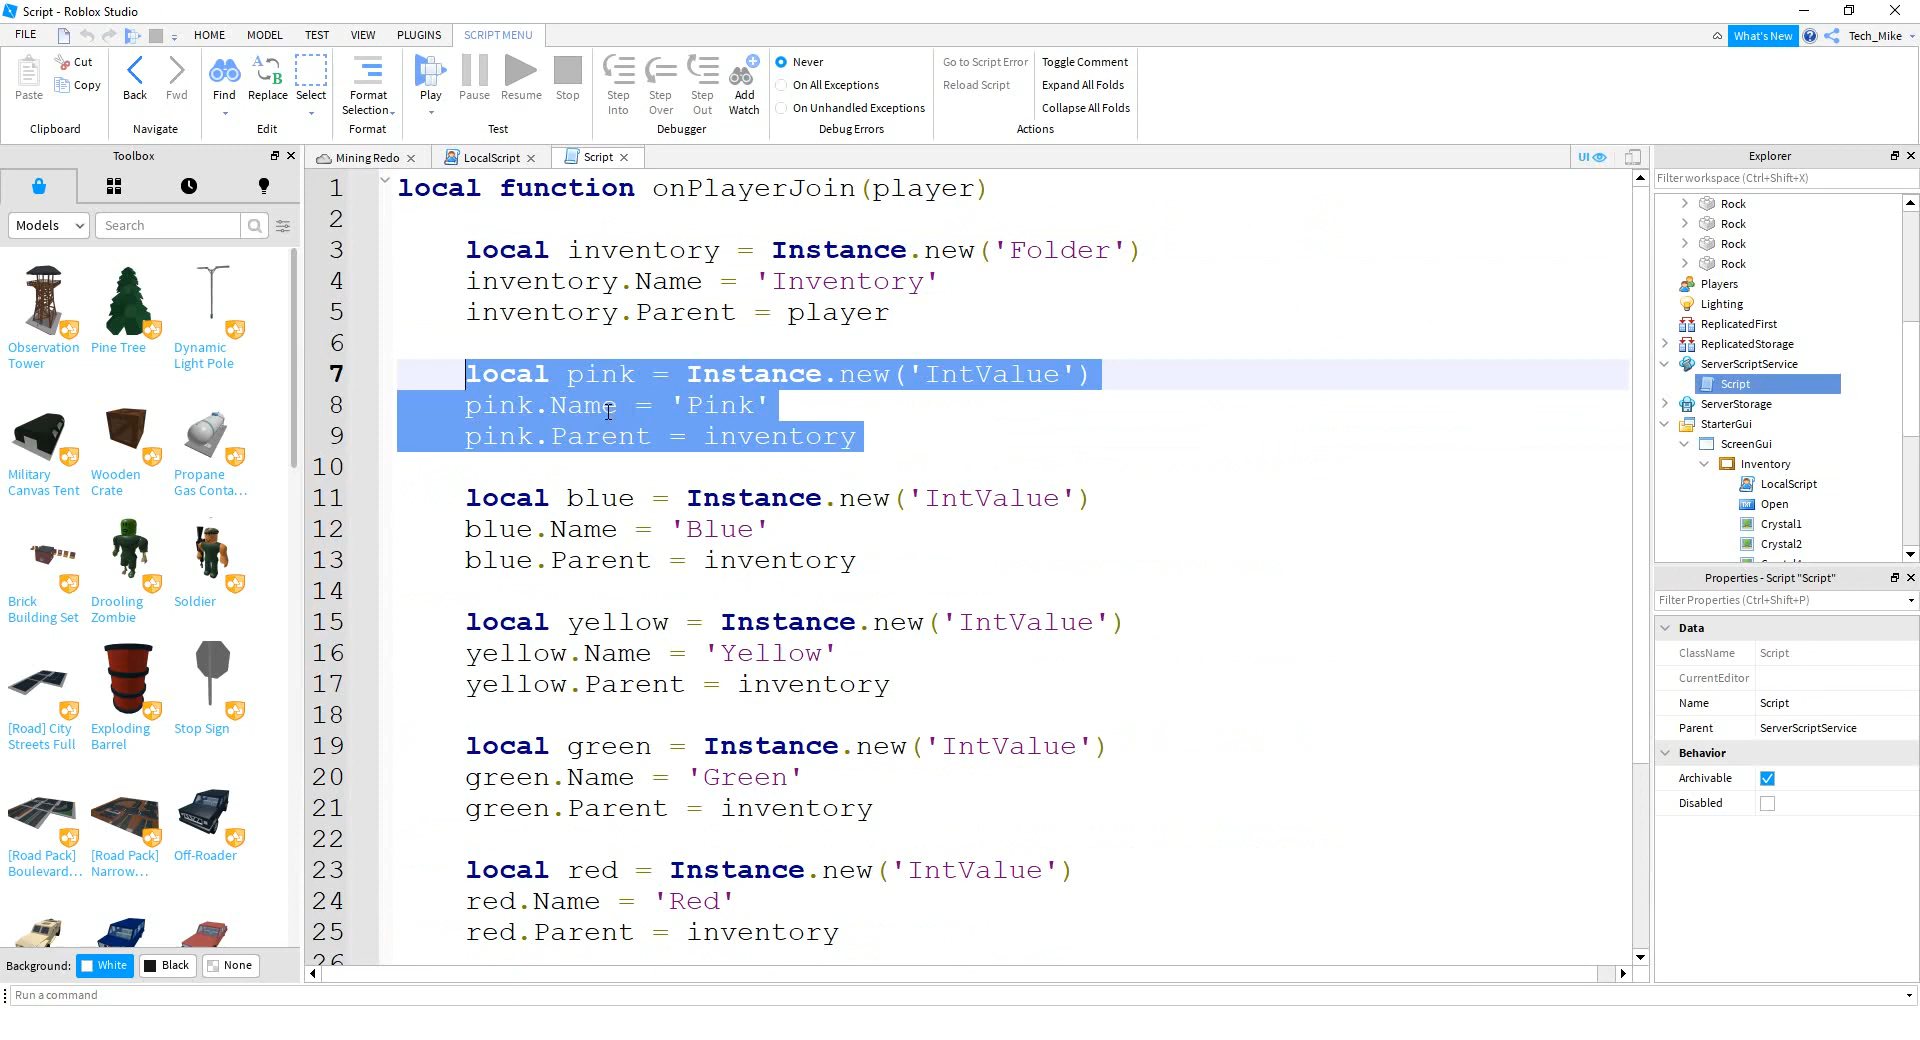 Script - Roblox Studio
FILE HOME MODEL TEST VIEW PLUGINS SCRIPT MENU What's New Tech_Mike
Paste Cut Copy Clipboard
Back Fwd Navigate
Find Replace Select Edit
Format Selection Format
Play Pause Resume Stop Test
Step Into Step Over Step Out Add Watch Debugger
Never
On All Exceptions
On Unhandled Exceptions
Debug Errors
Go to Script Error
Reload Script
Toggle Comment
Expand All Folds
Collapse All Folds
Actions
Toolbox
Models Search
Observation Tower
Pine Tree
Dynamic Light Pole
Military Canvas Tent
Wooden Crate
Propane Gas Conta...
Brick Building Set
Drooling Zombie
Soldier
[Road] City Streets Full
Exploding Barrel
Stop Sign
[Road Pack] Boulevard...
[Road Pack] Narrow...
Off-Roader
Background: White Black None
Run a command
Mining Redo LocalScript Script UI
1 local function onPlayerJoin(player)
2
3 local inventory = Instance.new('Folder')
4 inventory.Name = 'Inventory'
5 inventory.Parent = player
6
7 local pink = Instance.new('IntValue')
8 pink.Name = 'Pink'
9 pink.Parent = inventory
10
11 local blue = Instance.new('IntValue')
12 blue.Name = 'Blue'
13 blue.Parent = inventory
14
15 local yellow = Instance.new('IntValue')
16 yellow.Name = 'Yellow'
17 yellow.Parent = inventory
18
19 local green = Instance.new('IntValue')
20 green.Name = 'Green'
21 green.Parent = inventory
22
23 local red = Instance.new('IntValue')
24 red.Name = 'Red'
25 red.Parent = inventory
26
Explorer
Filter workspace (Ctrl+Shift+X)
Rock
Rock
Rock
Rock
Players
Lighting
ReplicatedFirst
ReplicatedStorage
ServerScriptService
Script
ServerStorage
StarterGui
ScreenGui
Inventory
LocalScript
Open
Crystal1
Crystal2
Properties - Script "Script"
Filter Properties (Ctrl+Shift+P)
Data
ClassName Script
CurrentEditor
Name Script
Parent ServerScriptService
Behavior
Archivable
Disabled